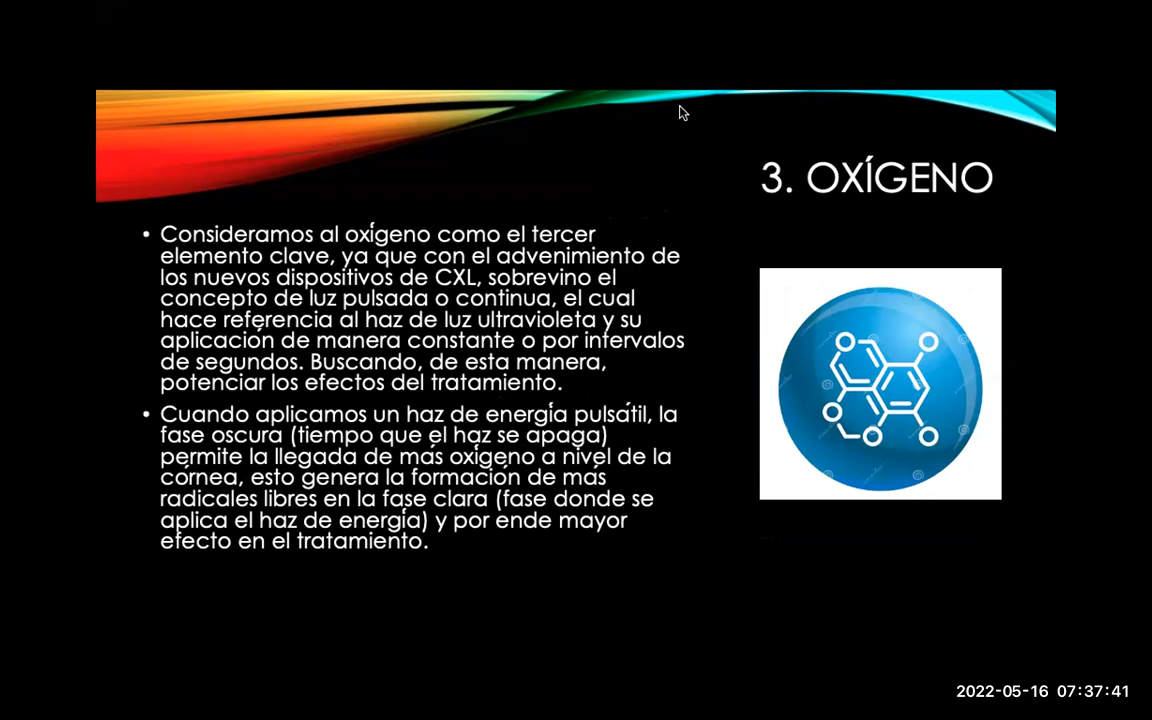 3. OXÍGENO
• Consideramos al oxígeno como el tercer
elemento clave, ya que con el advenimiento de
los nuevos dispositivos de CXL, sobrevino el
concepto de luz pulsada o continua, el cual
hace referencia al haz de luz ultravioleta y su
aplicación de manera constante o por intervalos
de segundos. Buscando, de esta manera,
potenciar los efectos del tratamiento.
• Cuando aplicamos un haz de energía pulsátil, la
fase oscura (tiempo que el haz se apaga)
permite la llegada de más oxígeno a nivel de la
córnea, esto genera la formación de más
radicales libres en la fase clara (fase donde se
aplica el haz de energía) y por ende mayor
efecto en el tratamiento.
2022-05-16 07:37:41